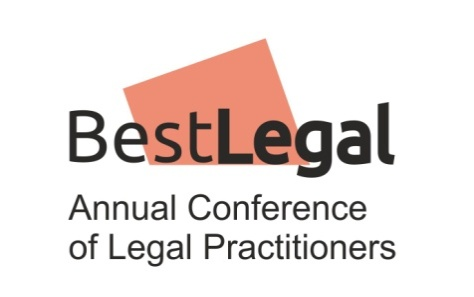 BestLegal
Annual Conference
of Legal Practitioners